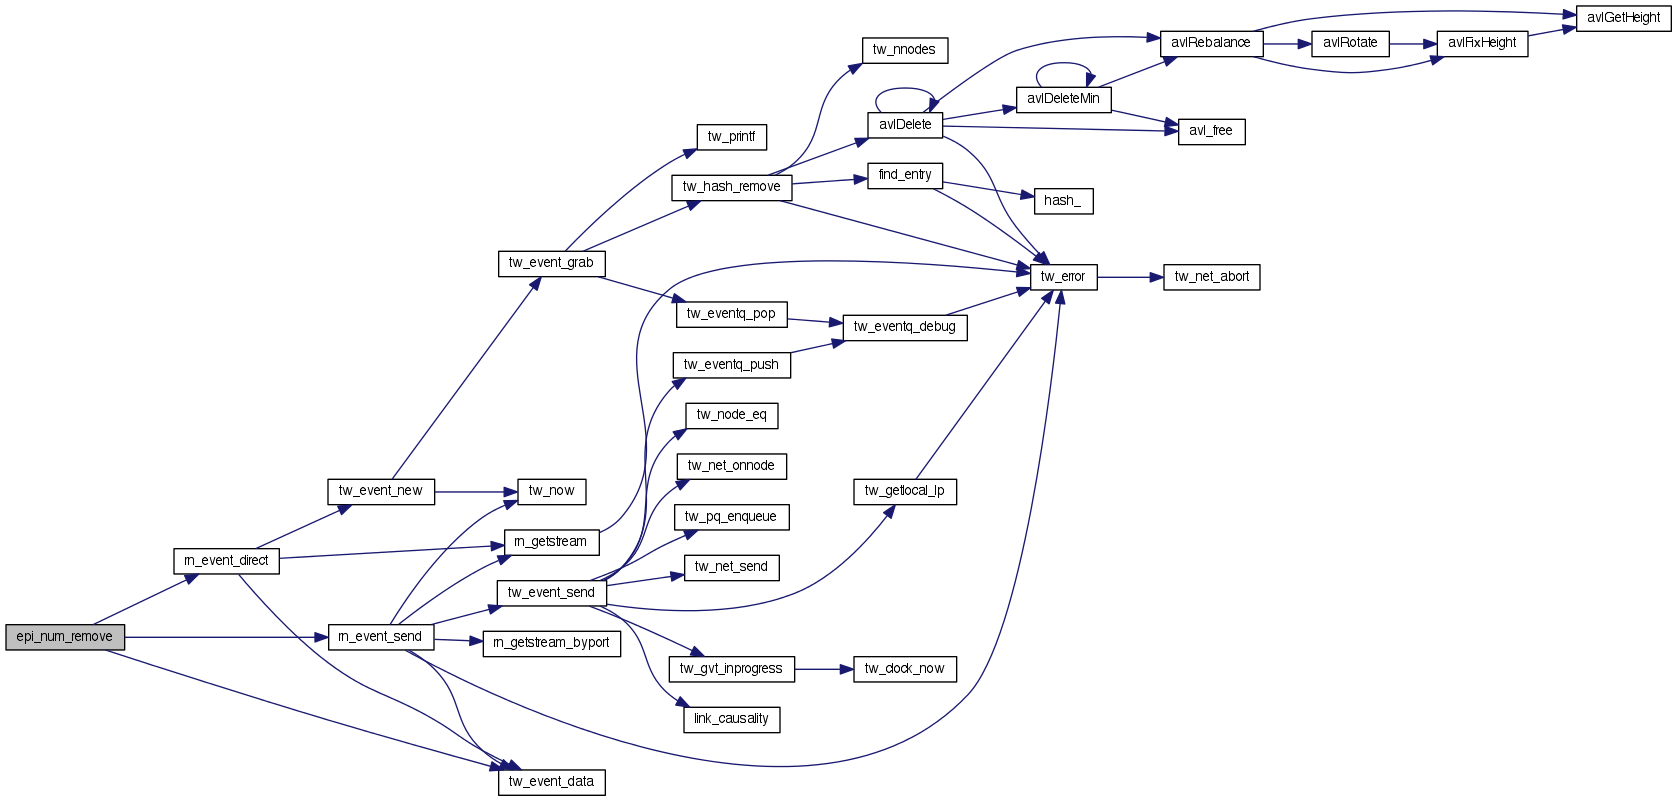 epi_num_remove
rn_event_direct
tw_event_new
tw_event_grab
tw_printf
tw_hash_remove
tw_nnodes
avlDelete
avlDeleteMin
avlRebalance
avlRotate
avlFixHeight
avlGetHeight
avl_free
find_entry
hash_
tw_error
tw_net_abort
tw_eventq_pop
tw_eventq_debug
tw_eventq_push
tw_node_eq
tw_net_onnode
tw_pq_enqueue
tw_net_send
tw_getlocal_lp
tw_now
rn_getstream
tw_event_send
rn_event_send
rn_getstream_byport
tw_gvt_inprogress
tw_clock_now
link_causality
tw_event_data